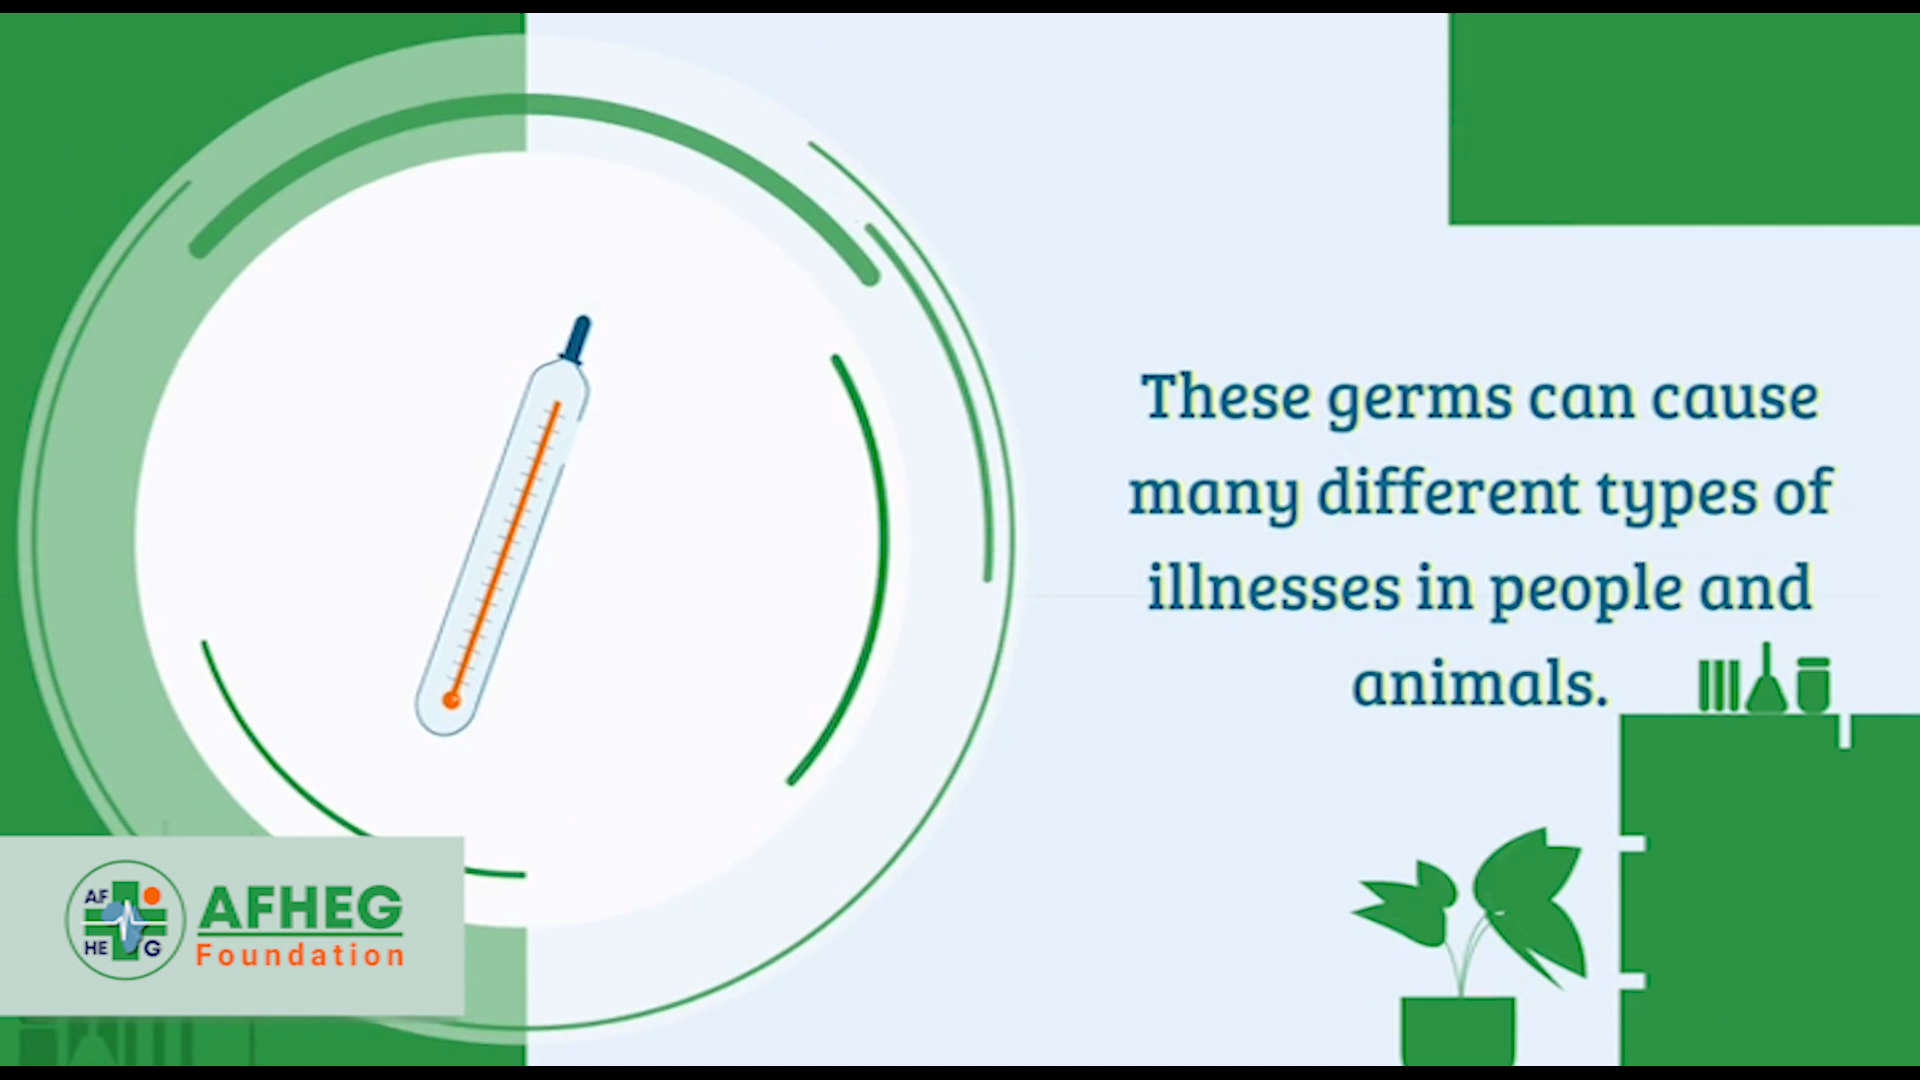 These germs can cause
many different types of
illnesses in people and
animals.
AF
HE G
AFHEG
Foundation